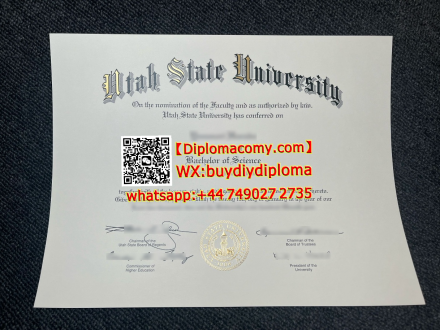 Utah State University
On the nomination of the Faculty and as authorized by law,
Utah State University has conferred on
【Diplomacomy.com】
Bachelor of Science
WX:buydiydiploma
whatsapp:+44 749027 2735
Chairman of the
Utah State Board of Regents
Chairman of the
Board of Trustees
Commissioner of
Higher Education
President of the
University